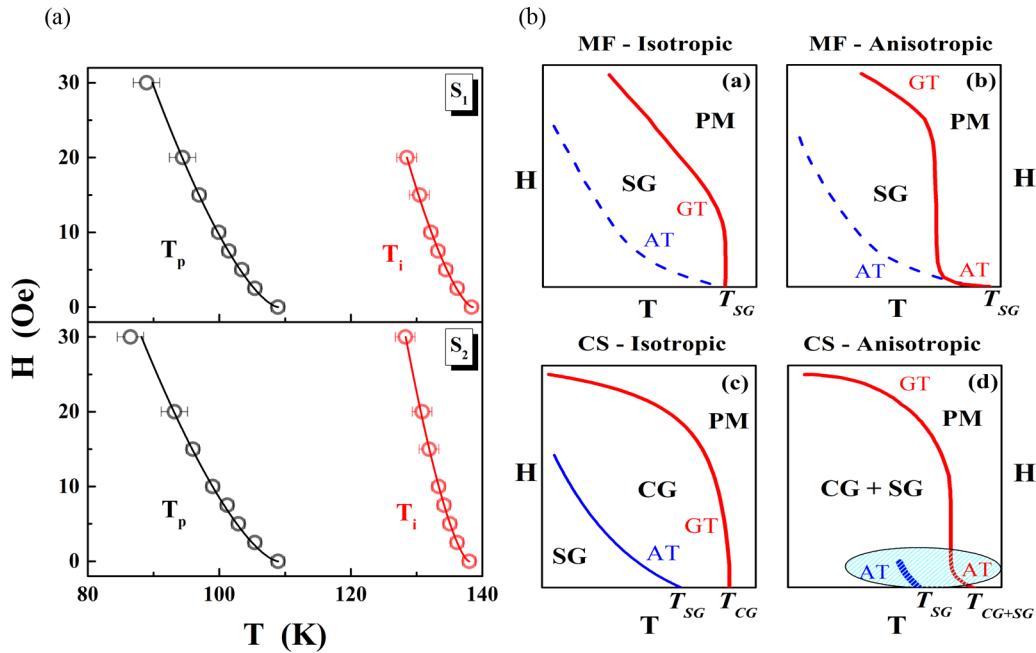 (a)
30
20
10
0
30
20
10
0
H (Oe)
S1
Tp
Ti
S2
Tp
Ti
80
100
120
140
T (K)
(b)
MF - Isotropic
(a)
PM
H
SG
GT
AT
T
TSG
MF - Anisotropic
GT
(b)
PM
SG
H
AT
AT
T
TSG
CS - Isotropic
(c)
PM
H
CG
GT
SG
AT
TSG
TCG
T
CS - Anisotropic
GT
(d)
PM
H
CG + SG
AT
AT
TSG
TCG+SG
T